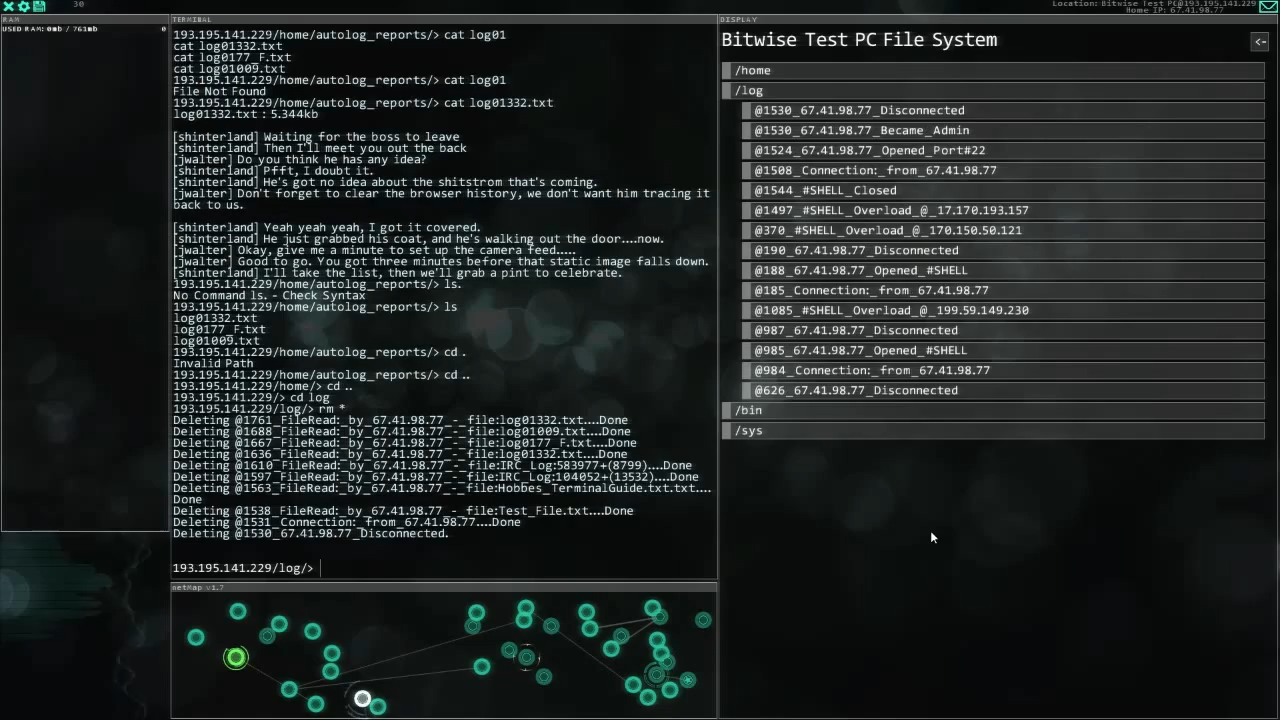 30
Location: Bitwise Test PC@193.195.141.229
Home IP: 67.41.98.77
RAM
USED RAM: 0mb / 761mb 0
TERMINAL
193.195.141.229/home/autolog_reports/> cat log01
cat log01332.txt
cat log0177_F.txt
cat log01009.txt
193.195.141.229/home/autolog_reports/> cat log01
File Not Found
193.195.141.229/home/autolog_reports/> cat log01332.txt
log01332.txt : 5.344kb
[shinterland] Waiting for the boss to leave
[shinterland] Then I'll meet you out the back
[jwalter] Do you think he has any idea?
[shinterland] Pffft, I doubt it.
[shinterland] He's got no idea about the shitstrom that's coming.
[jwalter] Don't forget to clear the browser history, we don't want him tracing it
back to us.
[shinterland] Yeah yeah yeah, I got it covered.
[shinterland] He just grabbed his coat, and he's walking out the door....now.
[jwalter] Okay, give me a minute to set up the camera feed.....
[jwalter] Good to go. You got three minutes before that static image falls down.
[shinterland] I'll take the list, then we'll grab a pint to celebrate.
193.195.141.229/home/autolog_reports/> ls.
No Command ls. - Check Syntax
193.195.141.229/home/autolog_reports/> ls
log01332.txt
log0177_F.txt
log01009.txt
193.195.141.229/home/autolog_reports/> cd .
Invalid Path
193.195.141.229/home/autolog_reports/> cd ..
193.195.141.229/home/> cd ..
193.195.141.229/> cd log
193.195.141.229/log/> rm *
Deleting @1761_FileRead:_by_67.41.98.77_-_file:log01332.txt....Done
Deleting @1688_FileRead:_by_67.41.98.77_-_file:log01009.txt....Done
Deleting @1667_FileRead:_by_67.41.98.77_-_file:log0177_F.txt....Done
Deleting @1636_FileRead:_by_67.41.98.77_-_file:log01332.txt....Done
Deleting @1610_FileRead:_by_67.41.98.77_-_file:IRC_Log:583977+(8799)....Done
Deleting @1597_FileRead:_by_67.41.98.77_-_file:IRC_Log:104052+(13532)....Done
Deleting @1563_FileRead:_by_67.41.98.77_-_file:Hobbes_TerminalGuide.txt.txt....
Done
Deleting @1538_FileRead:_by_67.41.98.77_-_file:Test_File.txt....Done
Deleting @1531_Connection:_from_67.41.98.77....Done
Deleting @1530_67.41.98.77_Disconnected.
193.195.141.229/log/>
netMap v1.7
DISPLAY
Bitwise Test PC File System
<-
/home
/log
@1530_67.41.98.77_Disconnected
@1530_67.41.98.77_Became_Admin
@1524_67.41.98.77_Opened_Port#22
@1508_Connection:_from_67.41.98.77
@1544_#SHELL_Closed
@1497_#SHELL_Overload_@_17.170.193.157
@370_#SHELL_Overload_@_170.150.50.121
@190_67.41.98.77_Disconnected
@188_67.41.98.77_Opened_#SHELL
@185_Connection:_from_67.41.98.77
@1085_#SHELL_Overload_@_199.59.149.230
@987_67.41.98.77_Disconnected
@985_67.41.98.77_Opened_#SHELL
@984_Connection:_from_67.41.98.77
@626_67.41.98.77_Disconnected
/bin
/sys